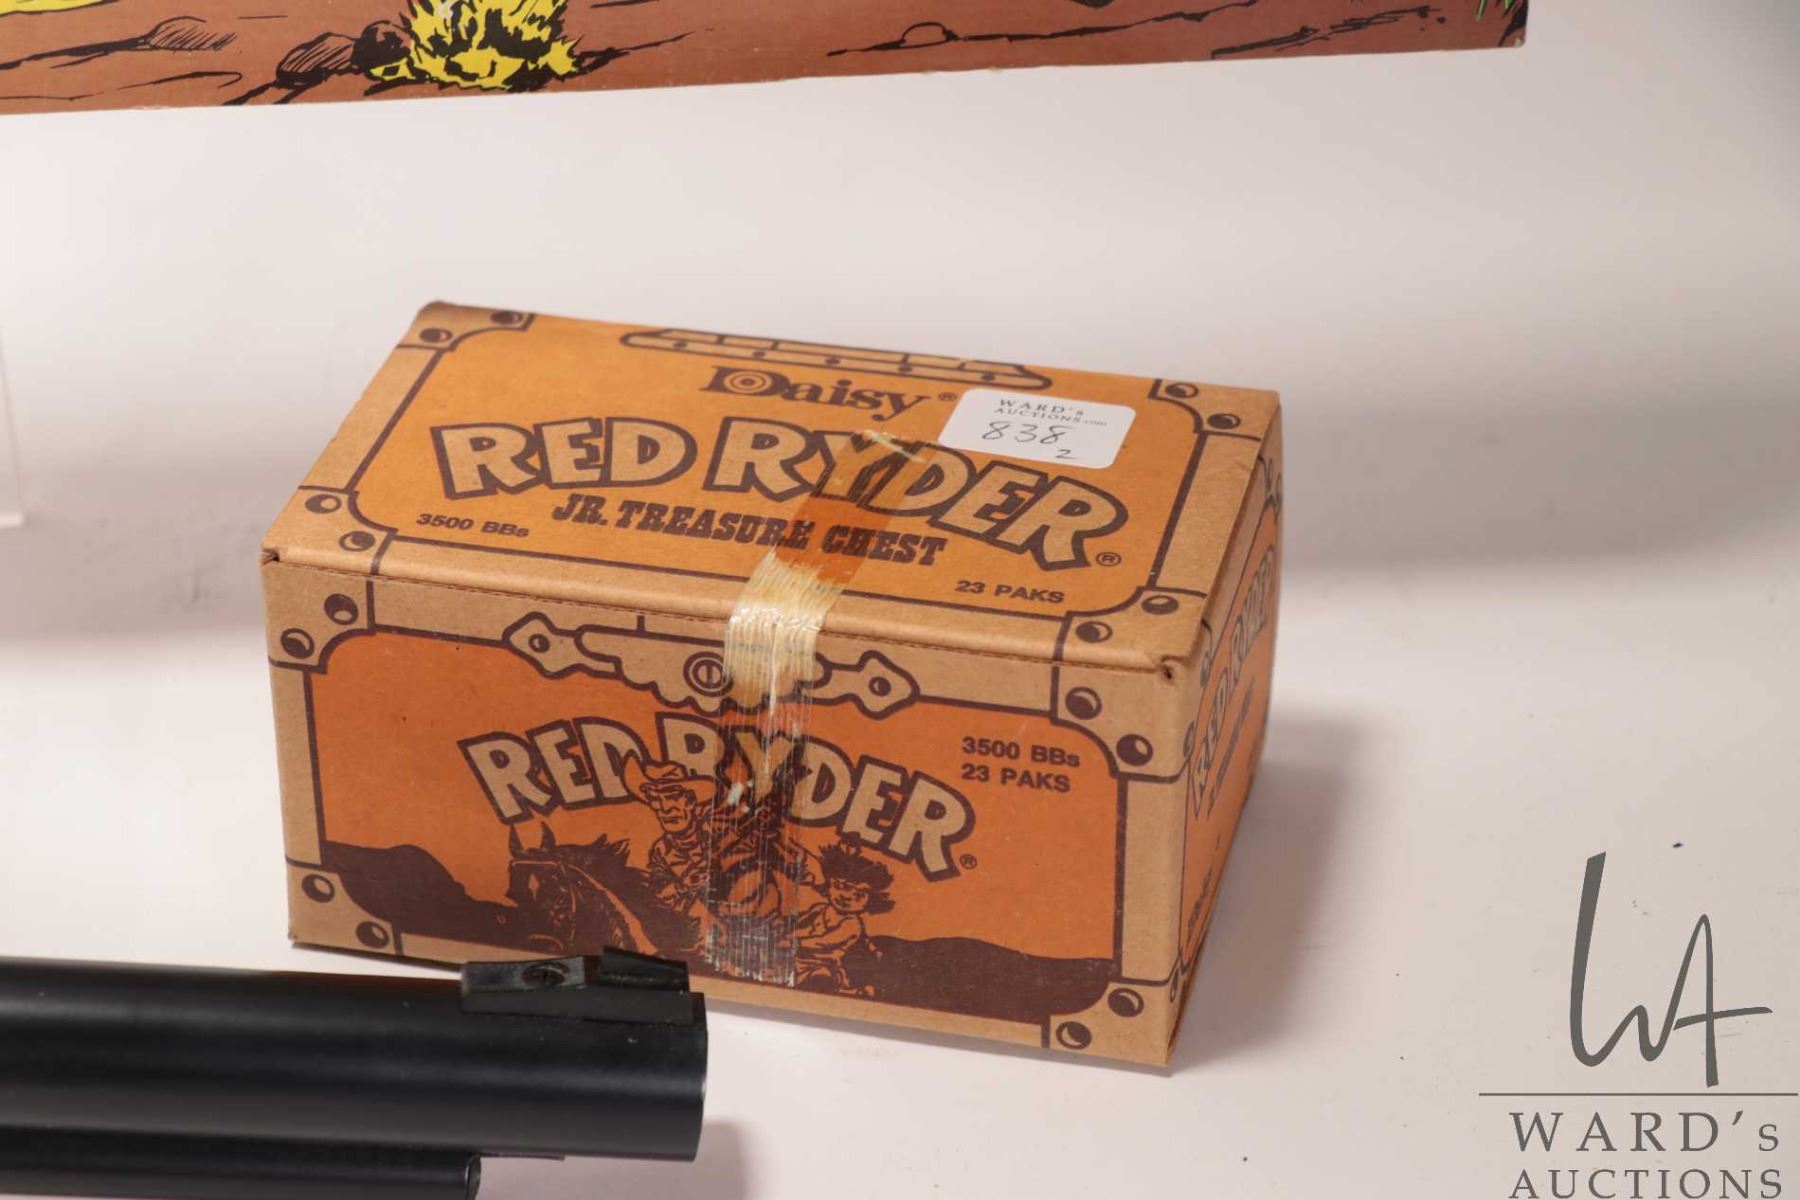 Daisy®
WARD's
AUCTIONS.com
838
2
RED RYDER®
JR. TREASURE CHEST
3500 BBs
23 PAKS
RED RYDER®
3500 BBs
23 PAKS
RED RYDER
WARD's
AUCTIONS